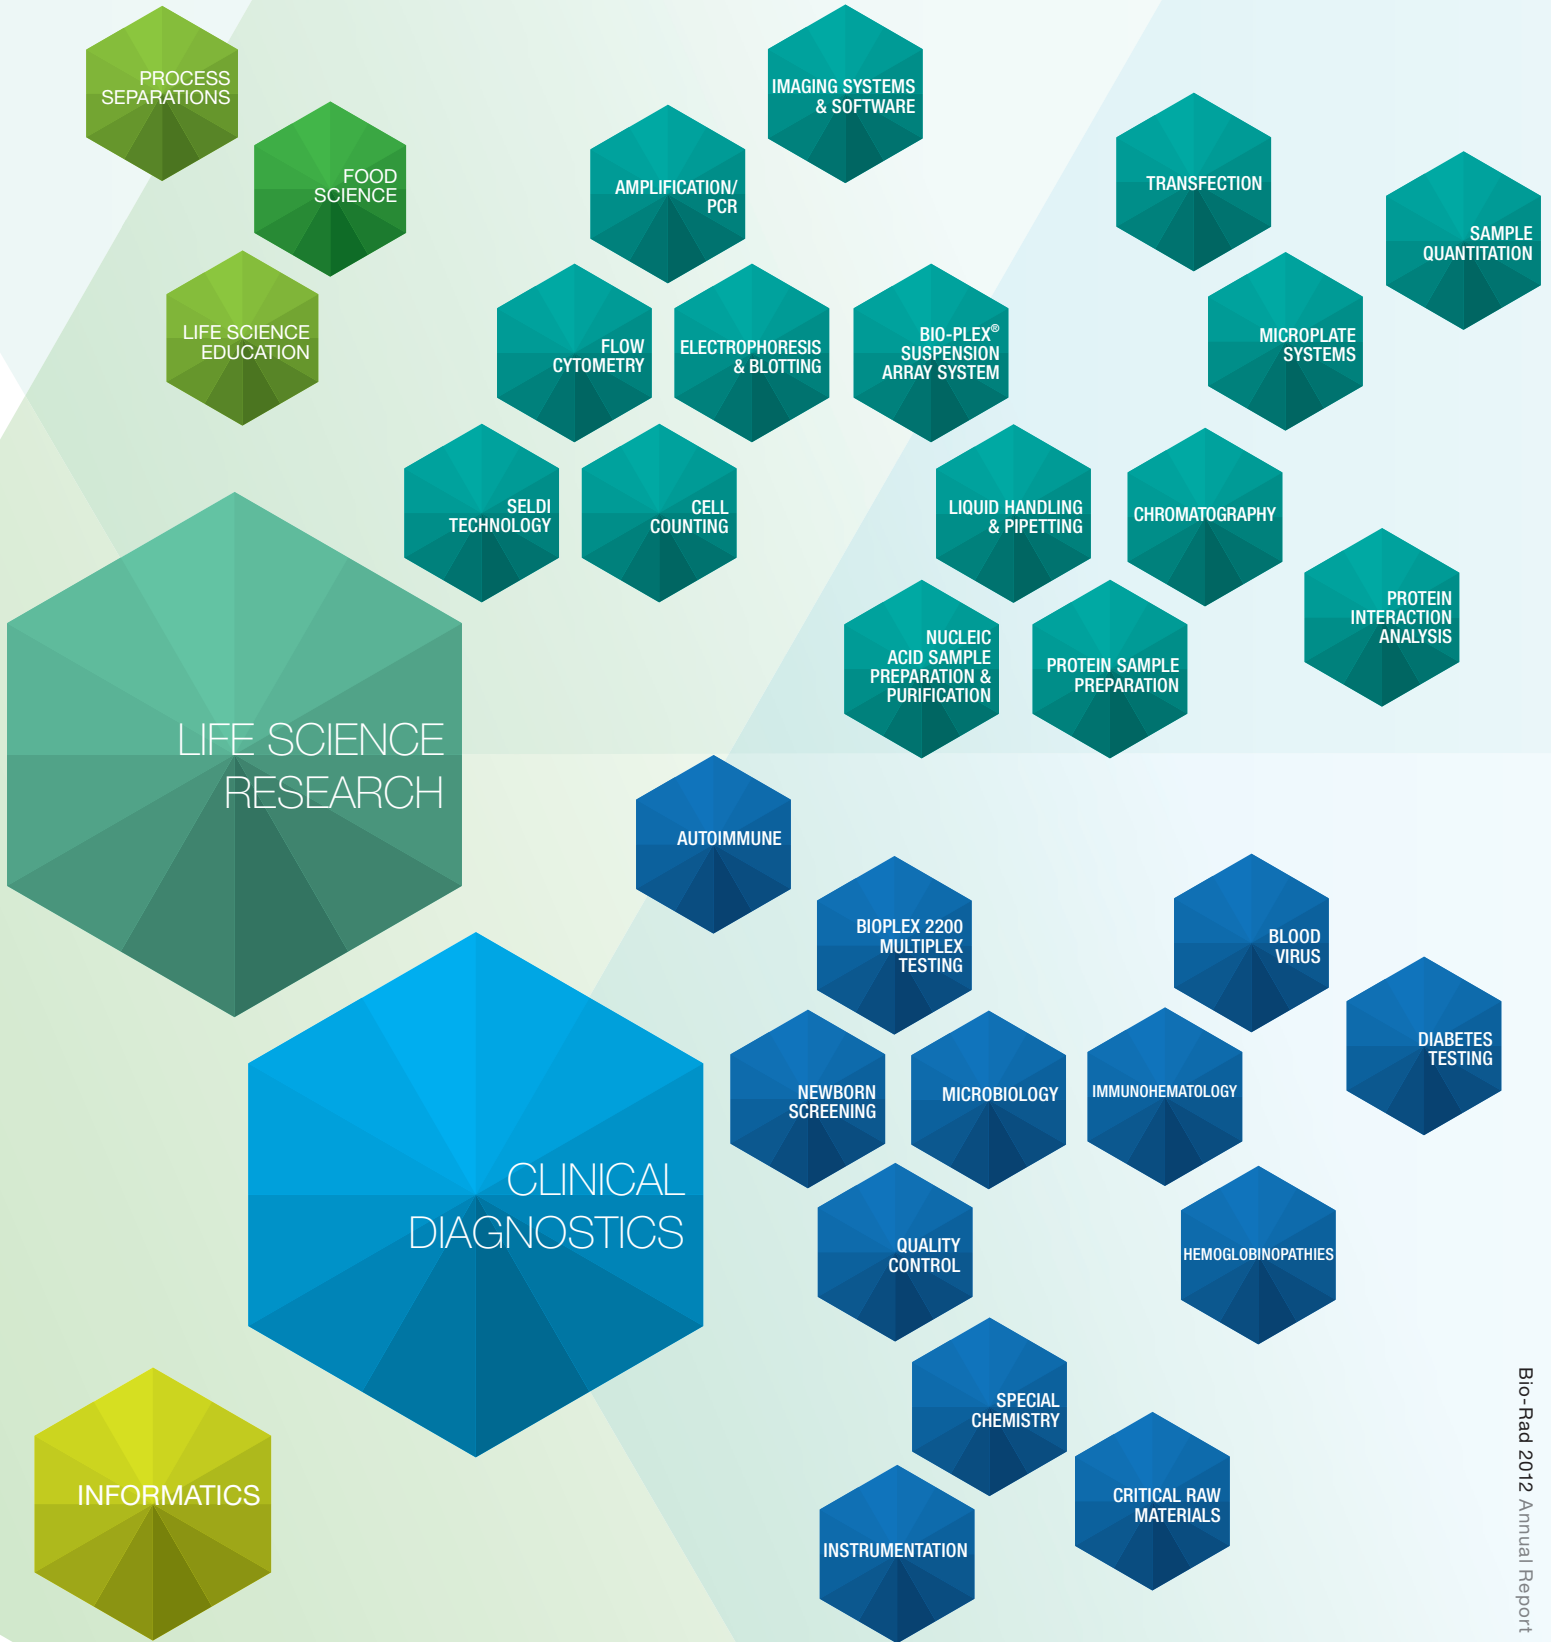 PROCESS
SEPARATIONS
FOOD
SCIENCE
LIFE SCIENCE
EDUCATION
IMAGING SYSTEMS
& SOFTWARE
AMPLIFICATION/
PCR
TRANSFECTION
SAMPLE
QUANTITATION
FLOW
CYTOMETRY
ELECTROPHORESIS
& BLOTTING
BIO-PLEX®
SUSPENSION
ARRAY SYSTEM
MICROPLATE
SYSTEMS
SELDI
TECHNOLOGY
CELL
COUNTING
LIQUID HANDLING
& PIPETTING
CHROMATOGRAPHY
PROTEIN
INTERACTION
ANALYSIS
NUCLEIC
ACID SAMPLE
PREPARATION &
PURIFICATION
PROTEIN SAMPLE
PREPARATION
LIFE SCIENCE
RESEARCH
AUTOIMMUNE
BIOPLEX 2200
MULTIPLEX
TESTING
BLOOD
VIRUS
DIABETES
TESTING
NEWBORN
SCREENING
MICROBIOLOGY
IMMUNOHEMATOLOGY
CLINICAL
DIAGNOSTICS
QUALITY
CONTROL
HEMOGLOBINOPATHIES
SPECIAL
CHEMISTRY
CRITICAL RAW
MATERIALS
INSTRUMENTATION
INFORMATICS
Bio-Rad 2012 Annual Report